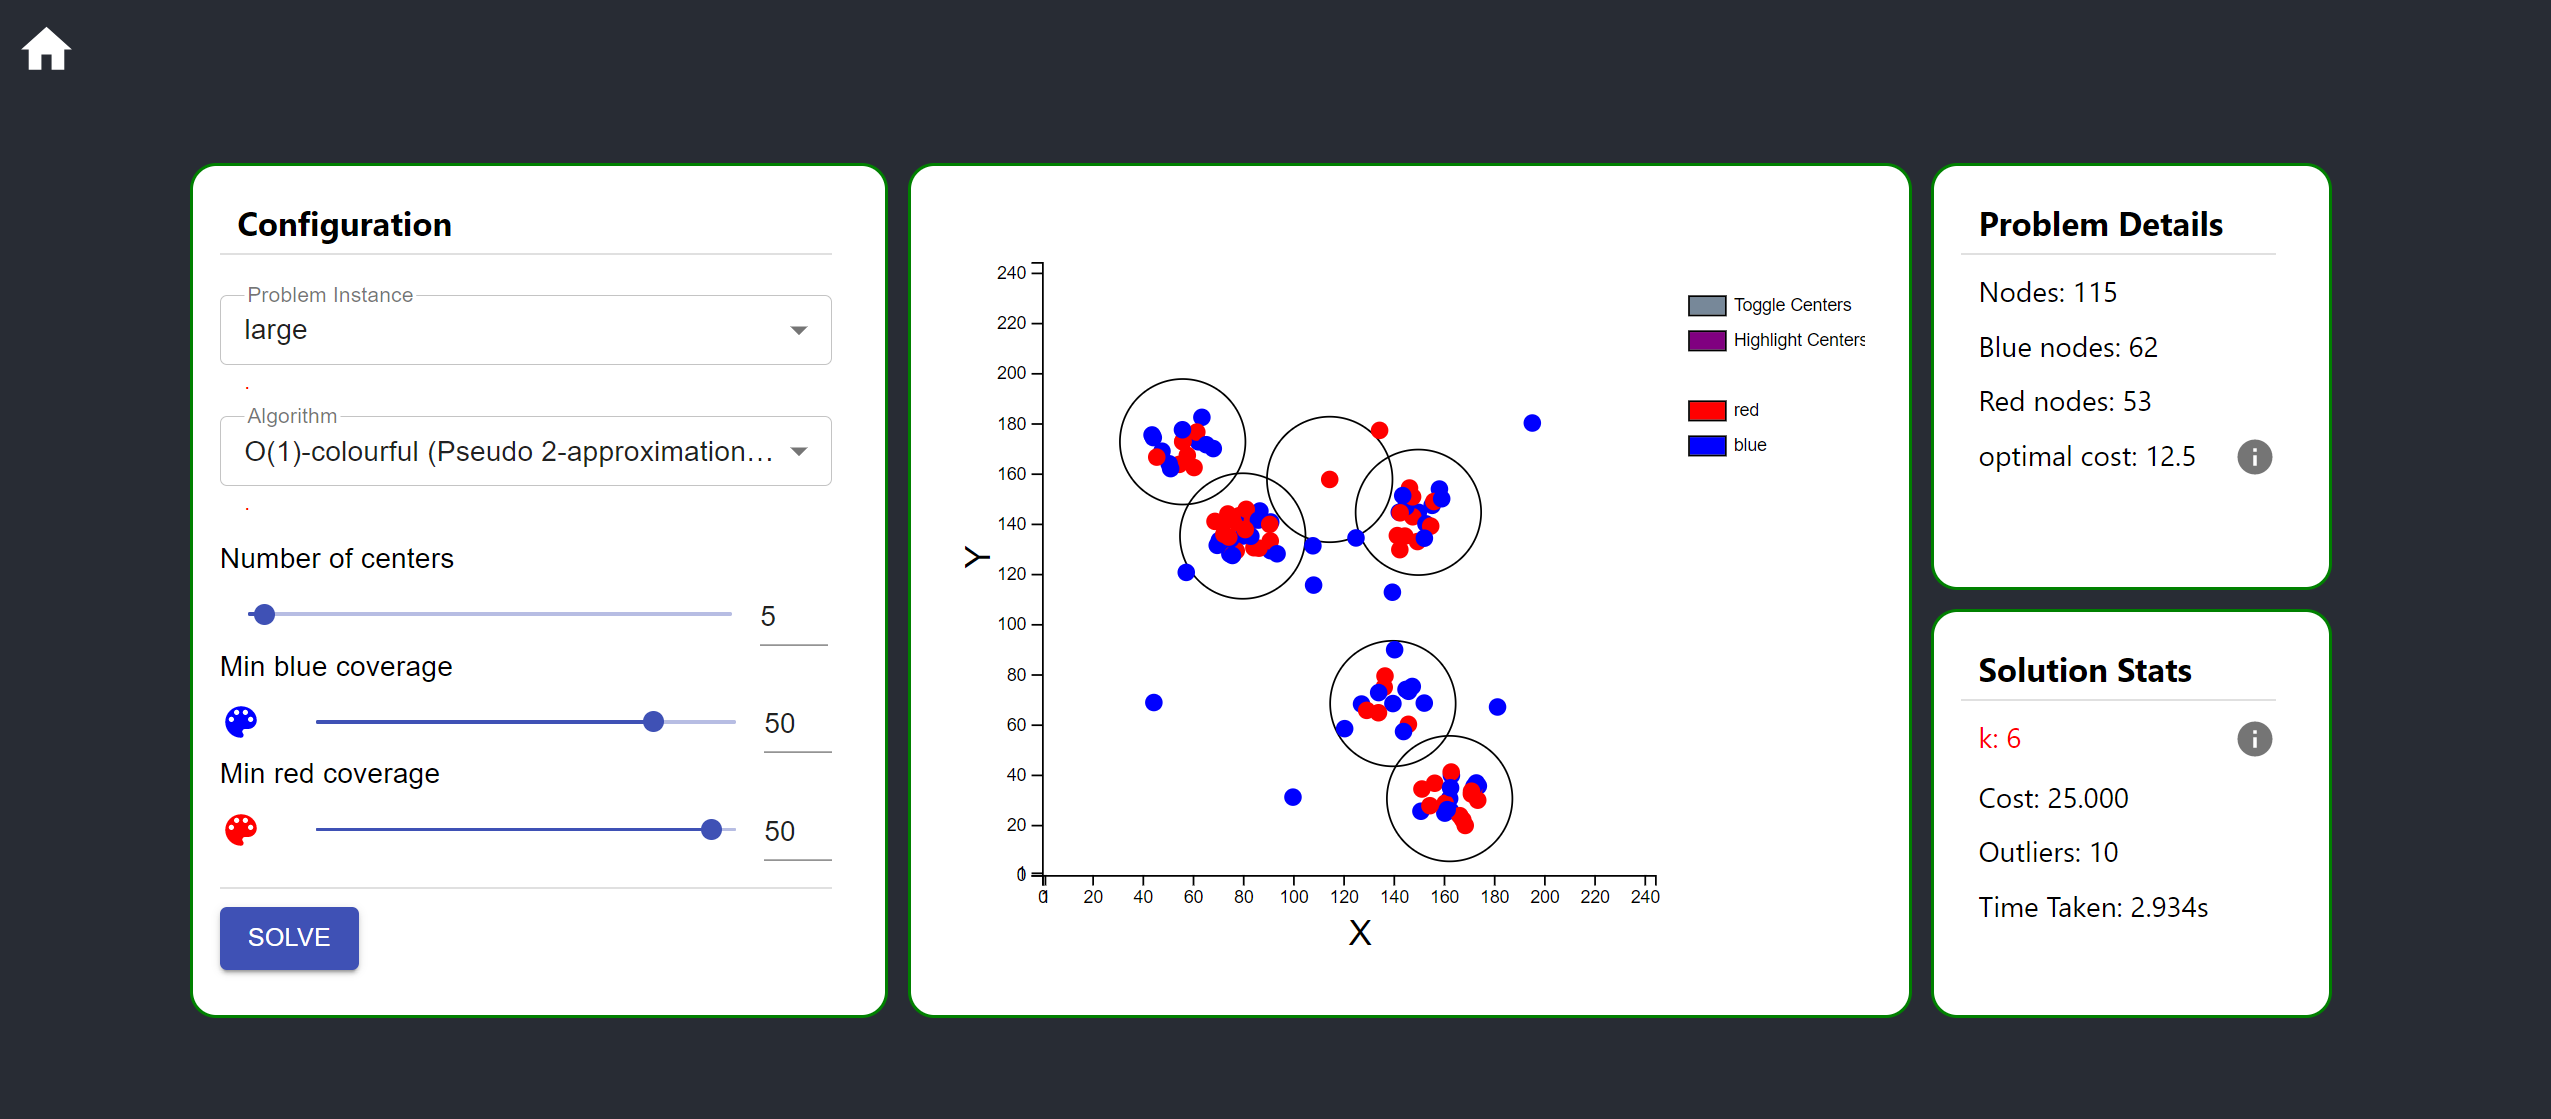 Configuration
Problem Instance
large
.
Algorithm
O(1)-colourful (Pseudo 2-approximation...
.
Number of centers
5
Min blue coverage
50
Min red coverage
50
SOLVE
240
220
200
180
160
140
120
100
80
60
40
20
0
Y
0
20
40
60
80
100
120
140
160
180
200
220
240
X
Toggle Centers
Highlight Centers
red
blue
Problem Details
Nodes: 115
Blue nodes: 62
Red nodes: 53
optimal cost: 12.5
Solution Stats
k: 6
Cost: 25.000
Outliers: 10
Time Taken: 2.934s